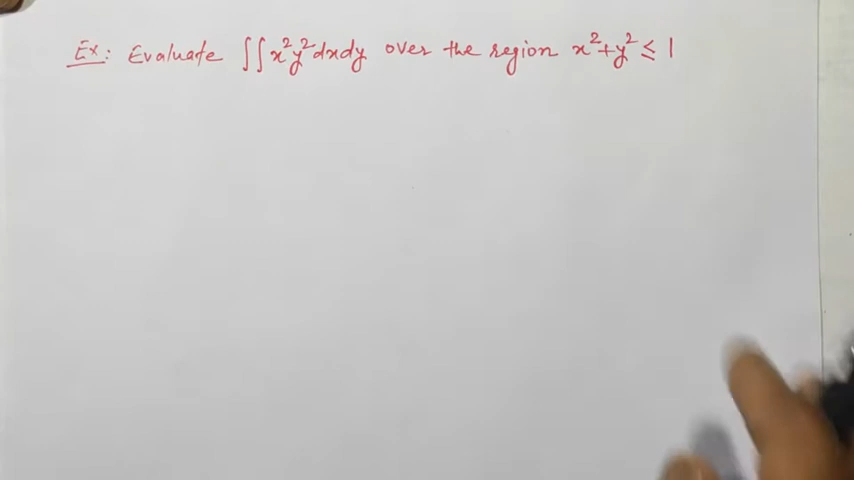 Ex: Evaluate ∬x²y²dxdy over the region x²+y² ≤ 1